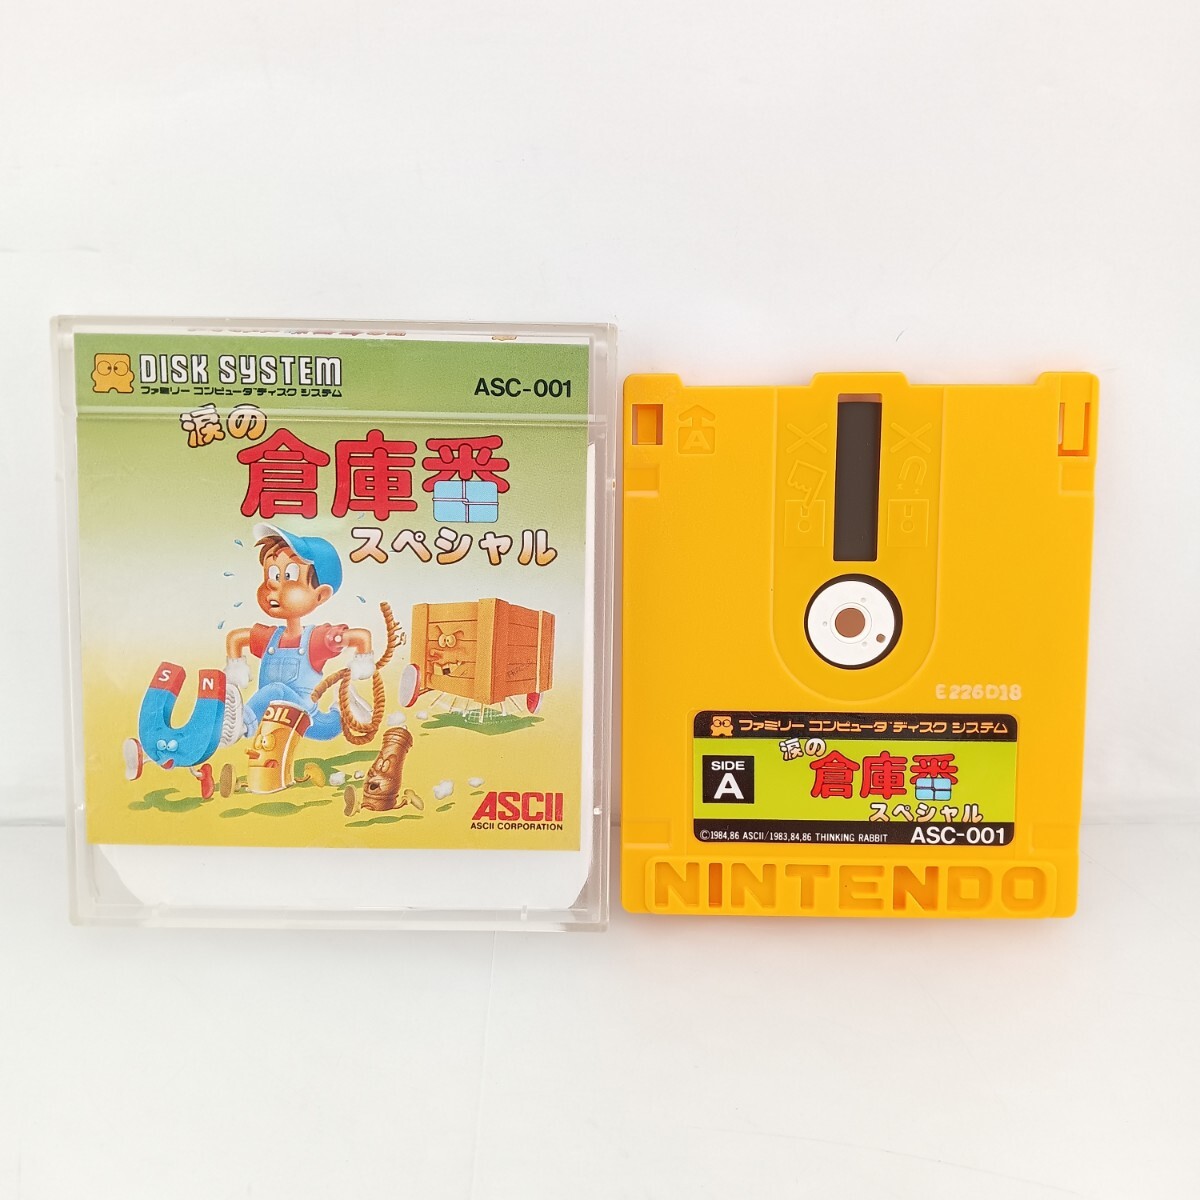 DISK SYSTEM
ファミリー コンピュータ ディスク システム
ASC-001
涙の
倉庫番
スペシャル
S N
OIL
ASCII
ASCII CORPORATION
A
E226D18
ファミリー コンピュータ ディスク システム
SIDE
A
涙の
倉庫番
スペシャル
©1984,86 ASCII/1983,84,86 THINKING RABBIT
ASC-001
NINTENDO